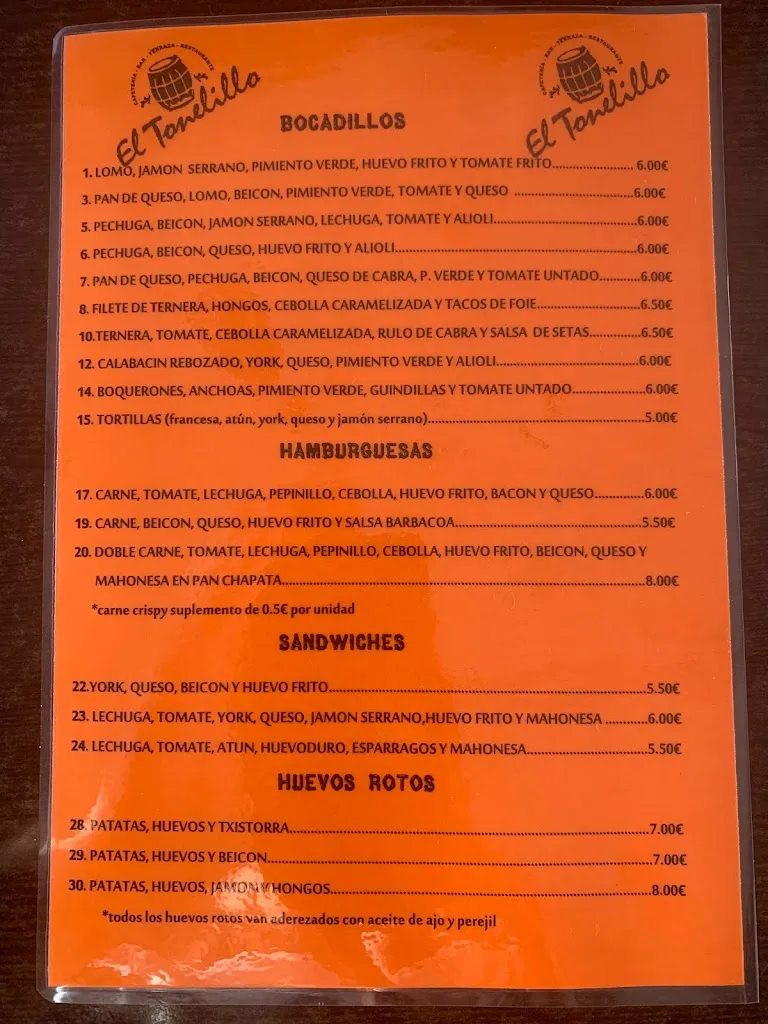 CAFETERIA - BAR - TERRAZA - RESTAURANTE
El Tonelillo
CAFETERIA - BAR - TERRAZA - RESTAURANTE
El Tonelillo
BOCADILLOS
1. LOMO, JAMON SERRANO, PIMIENTO VERDE, HUEVO FRITO Y TOMATE FRITO.................... 6.00€
3. PAN DE QUESO, LOMO, BEICON, PIMIENTO VERDE, TOMATE Y QUESO ..............................6.00€
5. PECHUGA, BEICON, JAMON SERRANO, LECHUGA, TOMATE Y ALIOLI...................................6.00€
6. PECHUGA, BEICON, QUESO, HUEVO FRITO Y ALIOLI............................................................6.00€
7. PAN DE QUESO, PECHUGA, BEICON, QUESO DE CABRA, P. VERDE Y TOMATE UNTADO..........6.00€
8. FILETE DE TERNERA, HONGOS, CEBOLLA CARAMELIZADA Y TACOS DE FOIE..........................6.50€
10.TERNERA, TOMATE, CEBOLLA CARAMELIZADA, RULO DE CABRA Y SALSA DE SETAS.............6.50€
12. CALABACIN REBOZADO, YORK, QUESO, PIMIENTO VERDE Y ALIOLI...................................6.00€
14. BOQUERONES, ANCHOAS, PIMIENTO VERDE, GUINDILLAS Y TOMATE UNTADO..................6.00€
15. TORTILLAS (francesa, atún, york, queso y jamón serrano)......................................................5.00€
HAMBURGUESAS
17. CARNE, TOMATE, LECHUGA, PEPINILLO, CEBOLLA, HUEVO FRITO, BACON Y QUESO............6.00€
19. CARNE, BEICON, QUESO, HUEVO FRITO Y SALSA BARBACOA..............................................5.50€
20. DOBLE CARNE, TOMATE, LECHUGA, PEPINILLO, CEBOLLA, HUEVO FRITO, BEICON, QUESO Y
MAHONESA EN PAN CHAPATA.........................................................................................8.00€
*carne crispy suplemento de 0.5€ por unidad
SANDWICHES
22.YORK, QUESO, BEICON Y HUEVO FRITO...............................................................................5.50€
23. LECHUGA, TOMATE, YORK, QUESO, JAMON SERRANO,HUEVO FRITO Y MAHONESA ...........6.00€
24. LECHUGA, TOMATE, ATUN, HUEVODURO, ESPARRAGOS Y MAHONESA..............................5.50€
HUEVOS ROTOS
28. PATATAS, HUEVOS Y TXISTORRA.........................................................................................7.00€
29. PATATAS, HUEVOS Y BEICON...............................................................................................7.00€
30. PATATAS, HUEVOS, JAMON Y HONGOS................................................................................8.00€
*todos los huevos rotos van aderezados con aceite de ajo y perejil